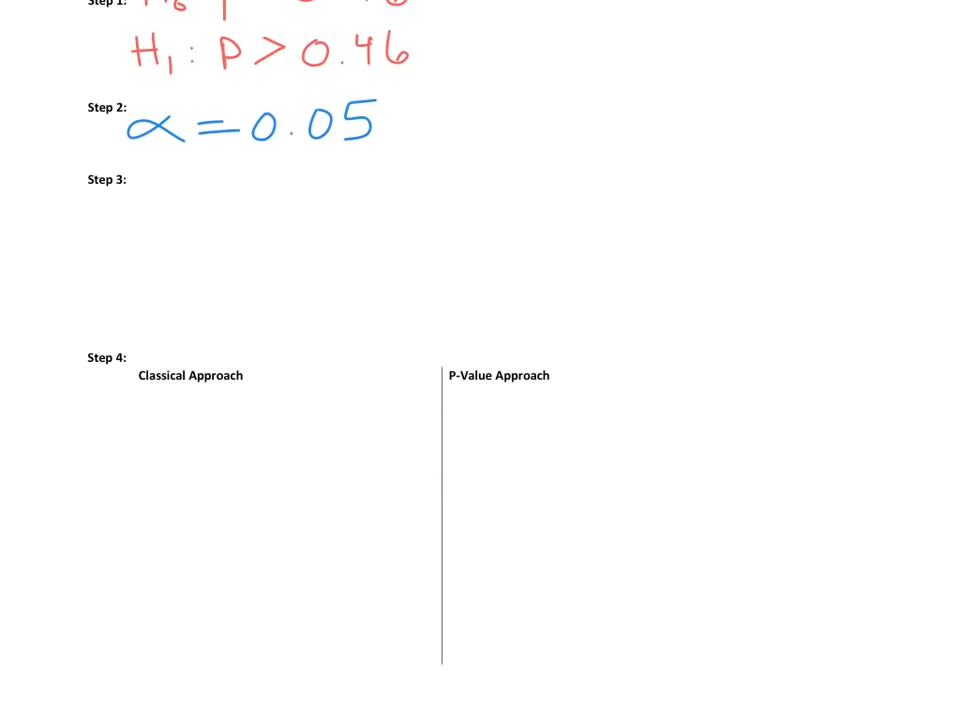 Step 1:
H₁: p > 0.46
Step 2:
α = 0.05
Step 3:
Step 4:
Classical Approach
P-Value Approach